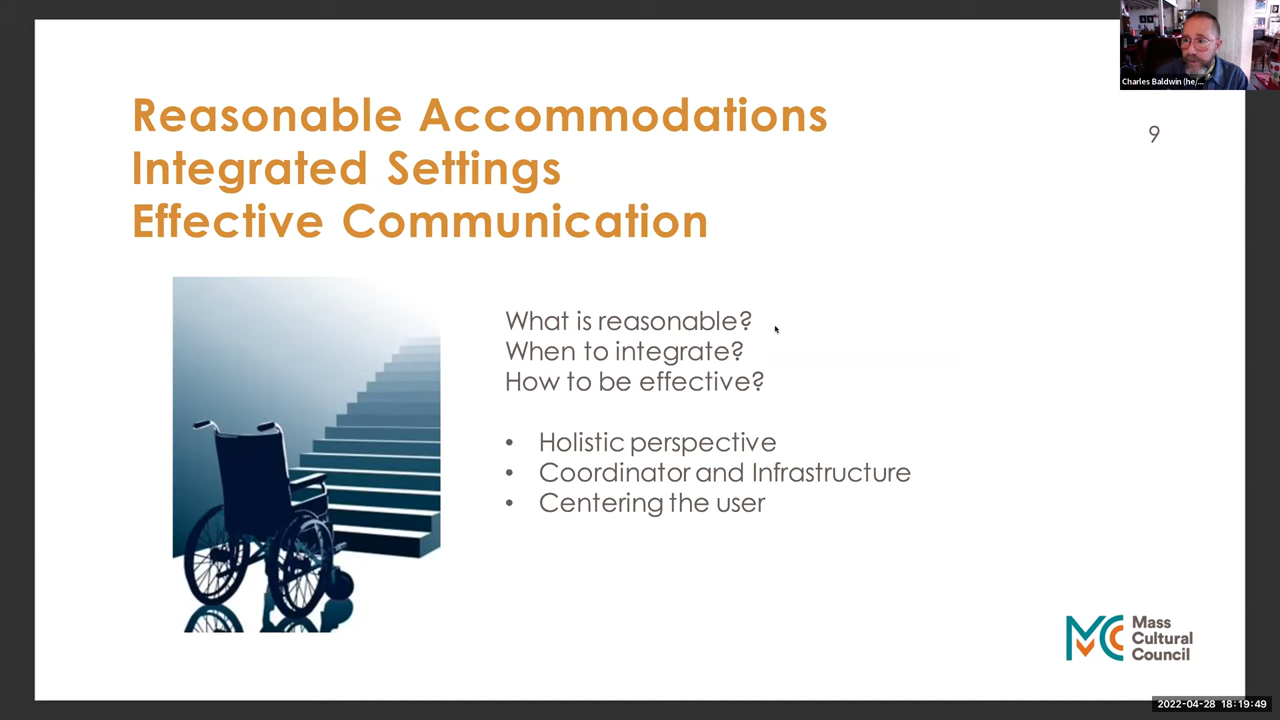 Charles Baldwin (he/...
Reasonable Accommodations
Integrated Settings
Effective Communication
9
What is reasonable?
When to integrate?
How to be effective?
• Holistic perspective
• Coordinator and Infrastructure
• Centering the user
MCC
Mass
Cultural
Council
2022-04-28 18:19:49